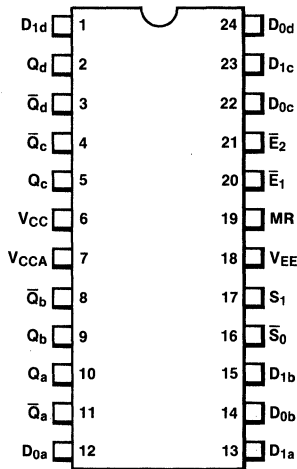 D1d 1 24 D0d
Qd 2 23 D1c
Q̅d 3 22 D0c
Q̅c 4 21 E̅2
Qc 5 20 E̅1
VCC 6 19 MR
VCCA 7 18 VEE
Q̅b 8 17 S1
Qb 9 16 S̅0
Qa 10 15 D1b
Q̅a 11 14 D0b
D0a 12 13 D1a